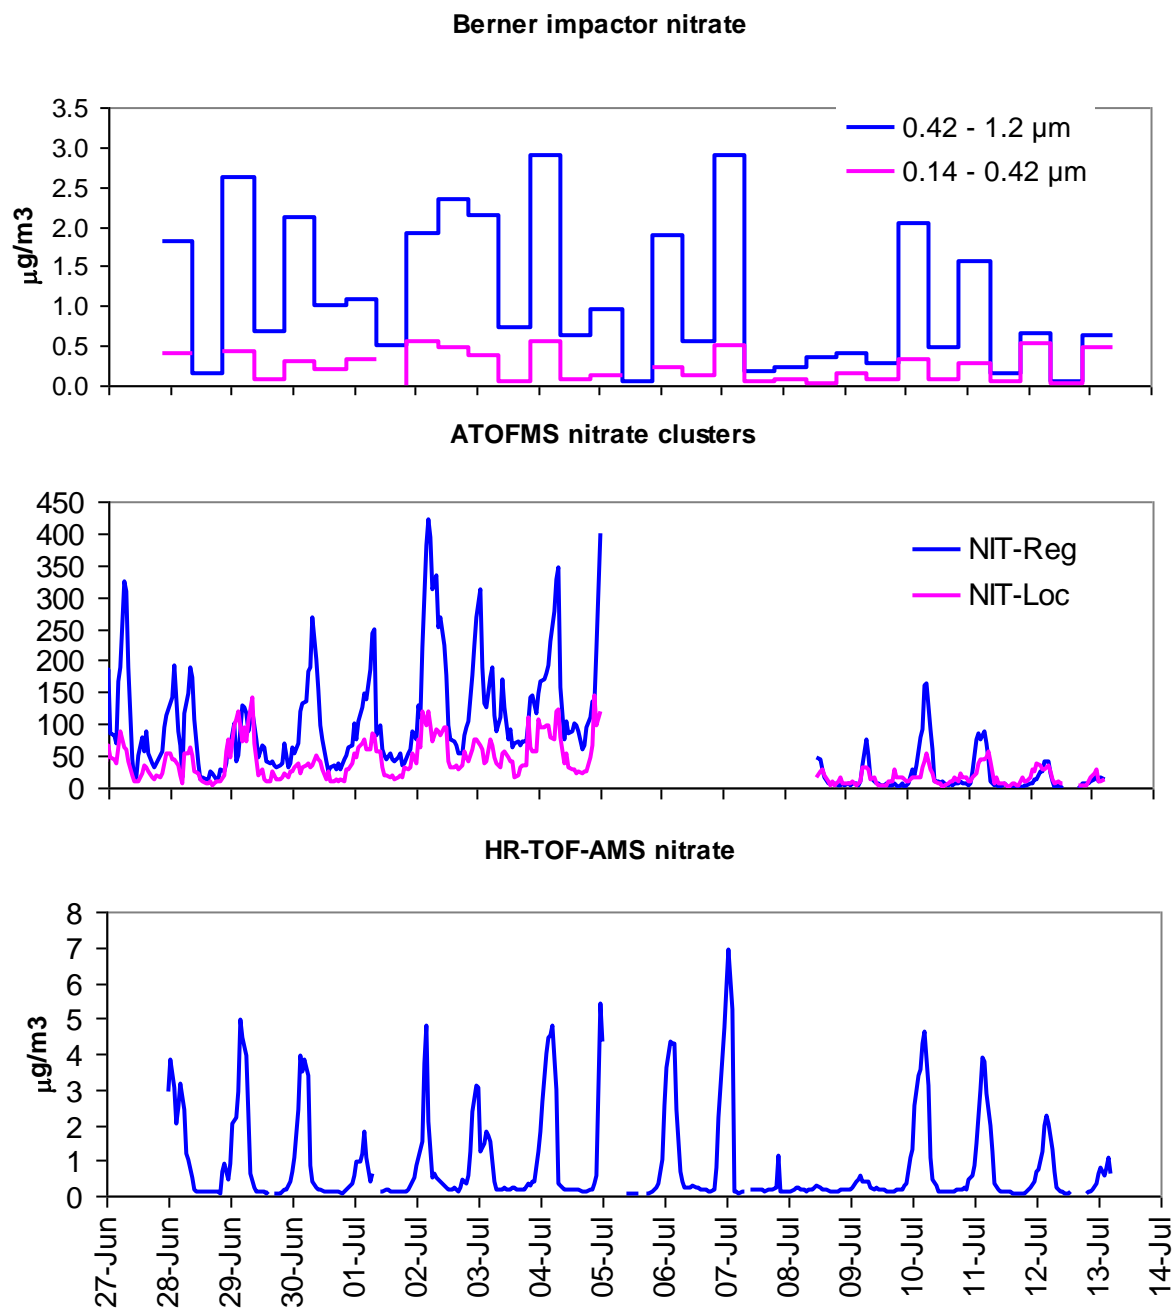 Berner impactor nitrate
3.5
3.0
2.5
2.0
1.5
1.0
0.5
0.0
µg/m3
0.42 - 1.2 µm
0.14 - 0.42 µm
ATOFMS nitrate clusters
450
400
350
300
250
200
150
100
50
0
NIT-Reg
NIT-Loc
HR-TOF-AMS nitrate
8
7
6
5
4
3
2
1
0
µg/m3
27-Jun
28-Jun
29-Jun
30-Jun
01-Jul
02-Jul
03-Jul
04-Jul
05-Jul
06-Jul
07-Jul
08-Jul
09-Jul
10-Jul
11-Jul
12-Jul
13-Jul
14-Jul